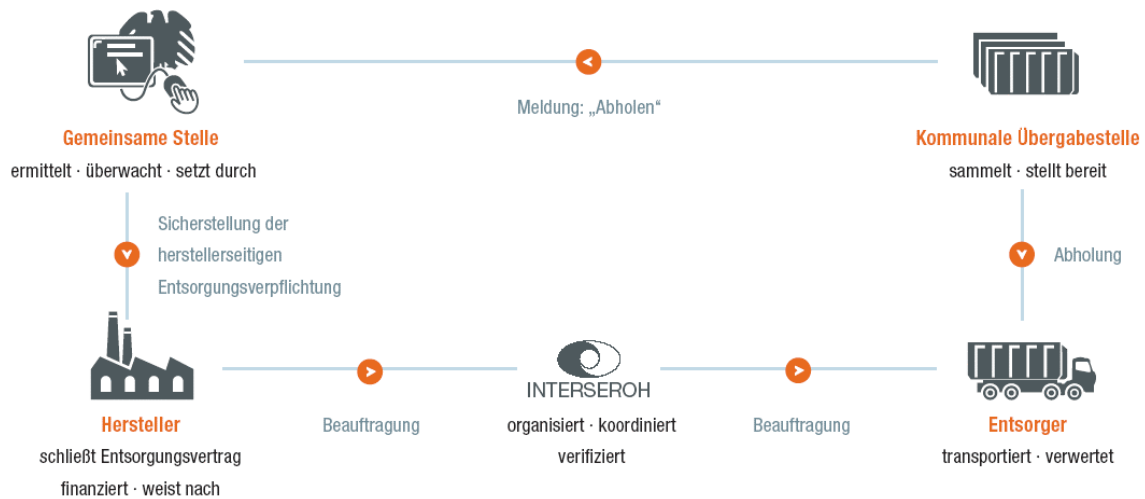 Meldung: „Abholen“
Gemeinsame Stelle
ermittelt · überwacht · setzt durch
Kommunale Übergabestelle
sammelt · stellt bereit
Sicherstellung der
herstellerseitigen
Entsorgungsverpflichtung
Abholung
Hersteller
schließt Entsorgungsvertrag
finanziert · weist nach
Beauftragung
INTERSEROH
organisiert · koordiniert
verifiziert
Beauftragung
Entsorger
transportiert · verwertet